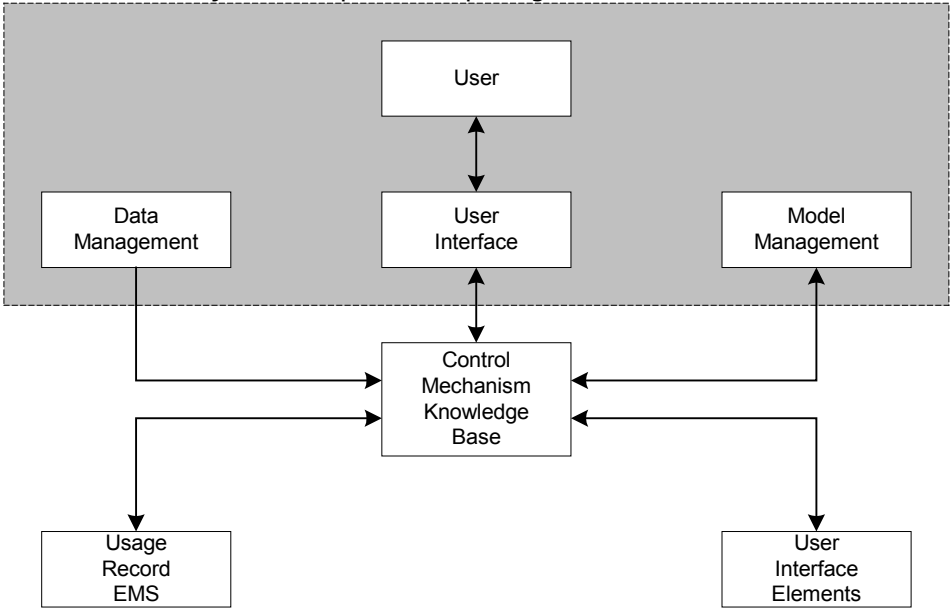 User
Data
Management
User
Interface
Model
Management
Control
Mechanism
Knowledge
Base
Usage
Record
EMS
User
Interface
Elements